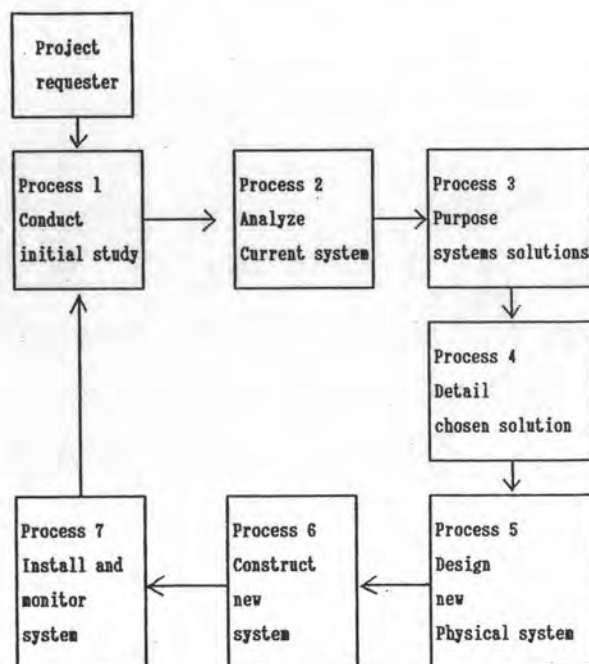 Project
requester
Process 1
Conduct
initial study
Process 2
Analyze
Current system
Process 3
Purpose
systems solutions
Process 4
Detail
chosen solution
Process 5
Design
new
Physical system
Process 6
Construct
new
system
Process 7
Install and
monitor
system